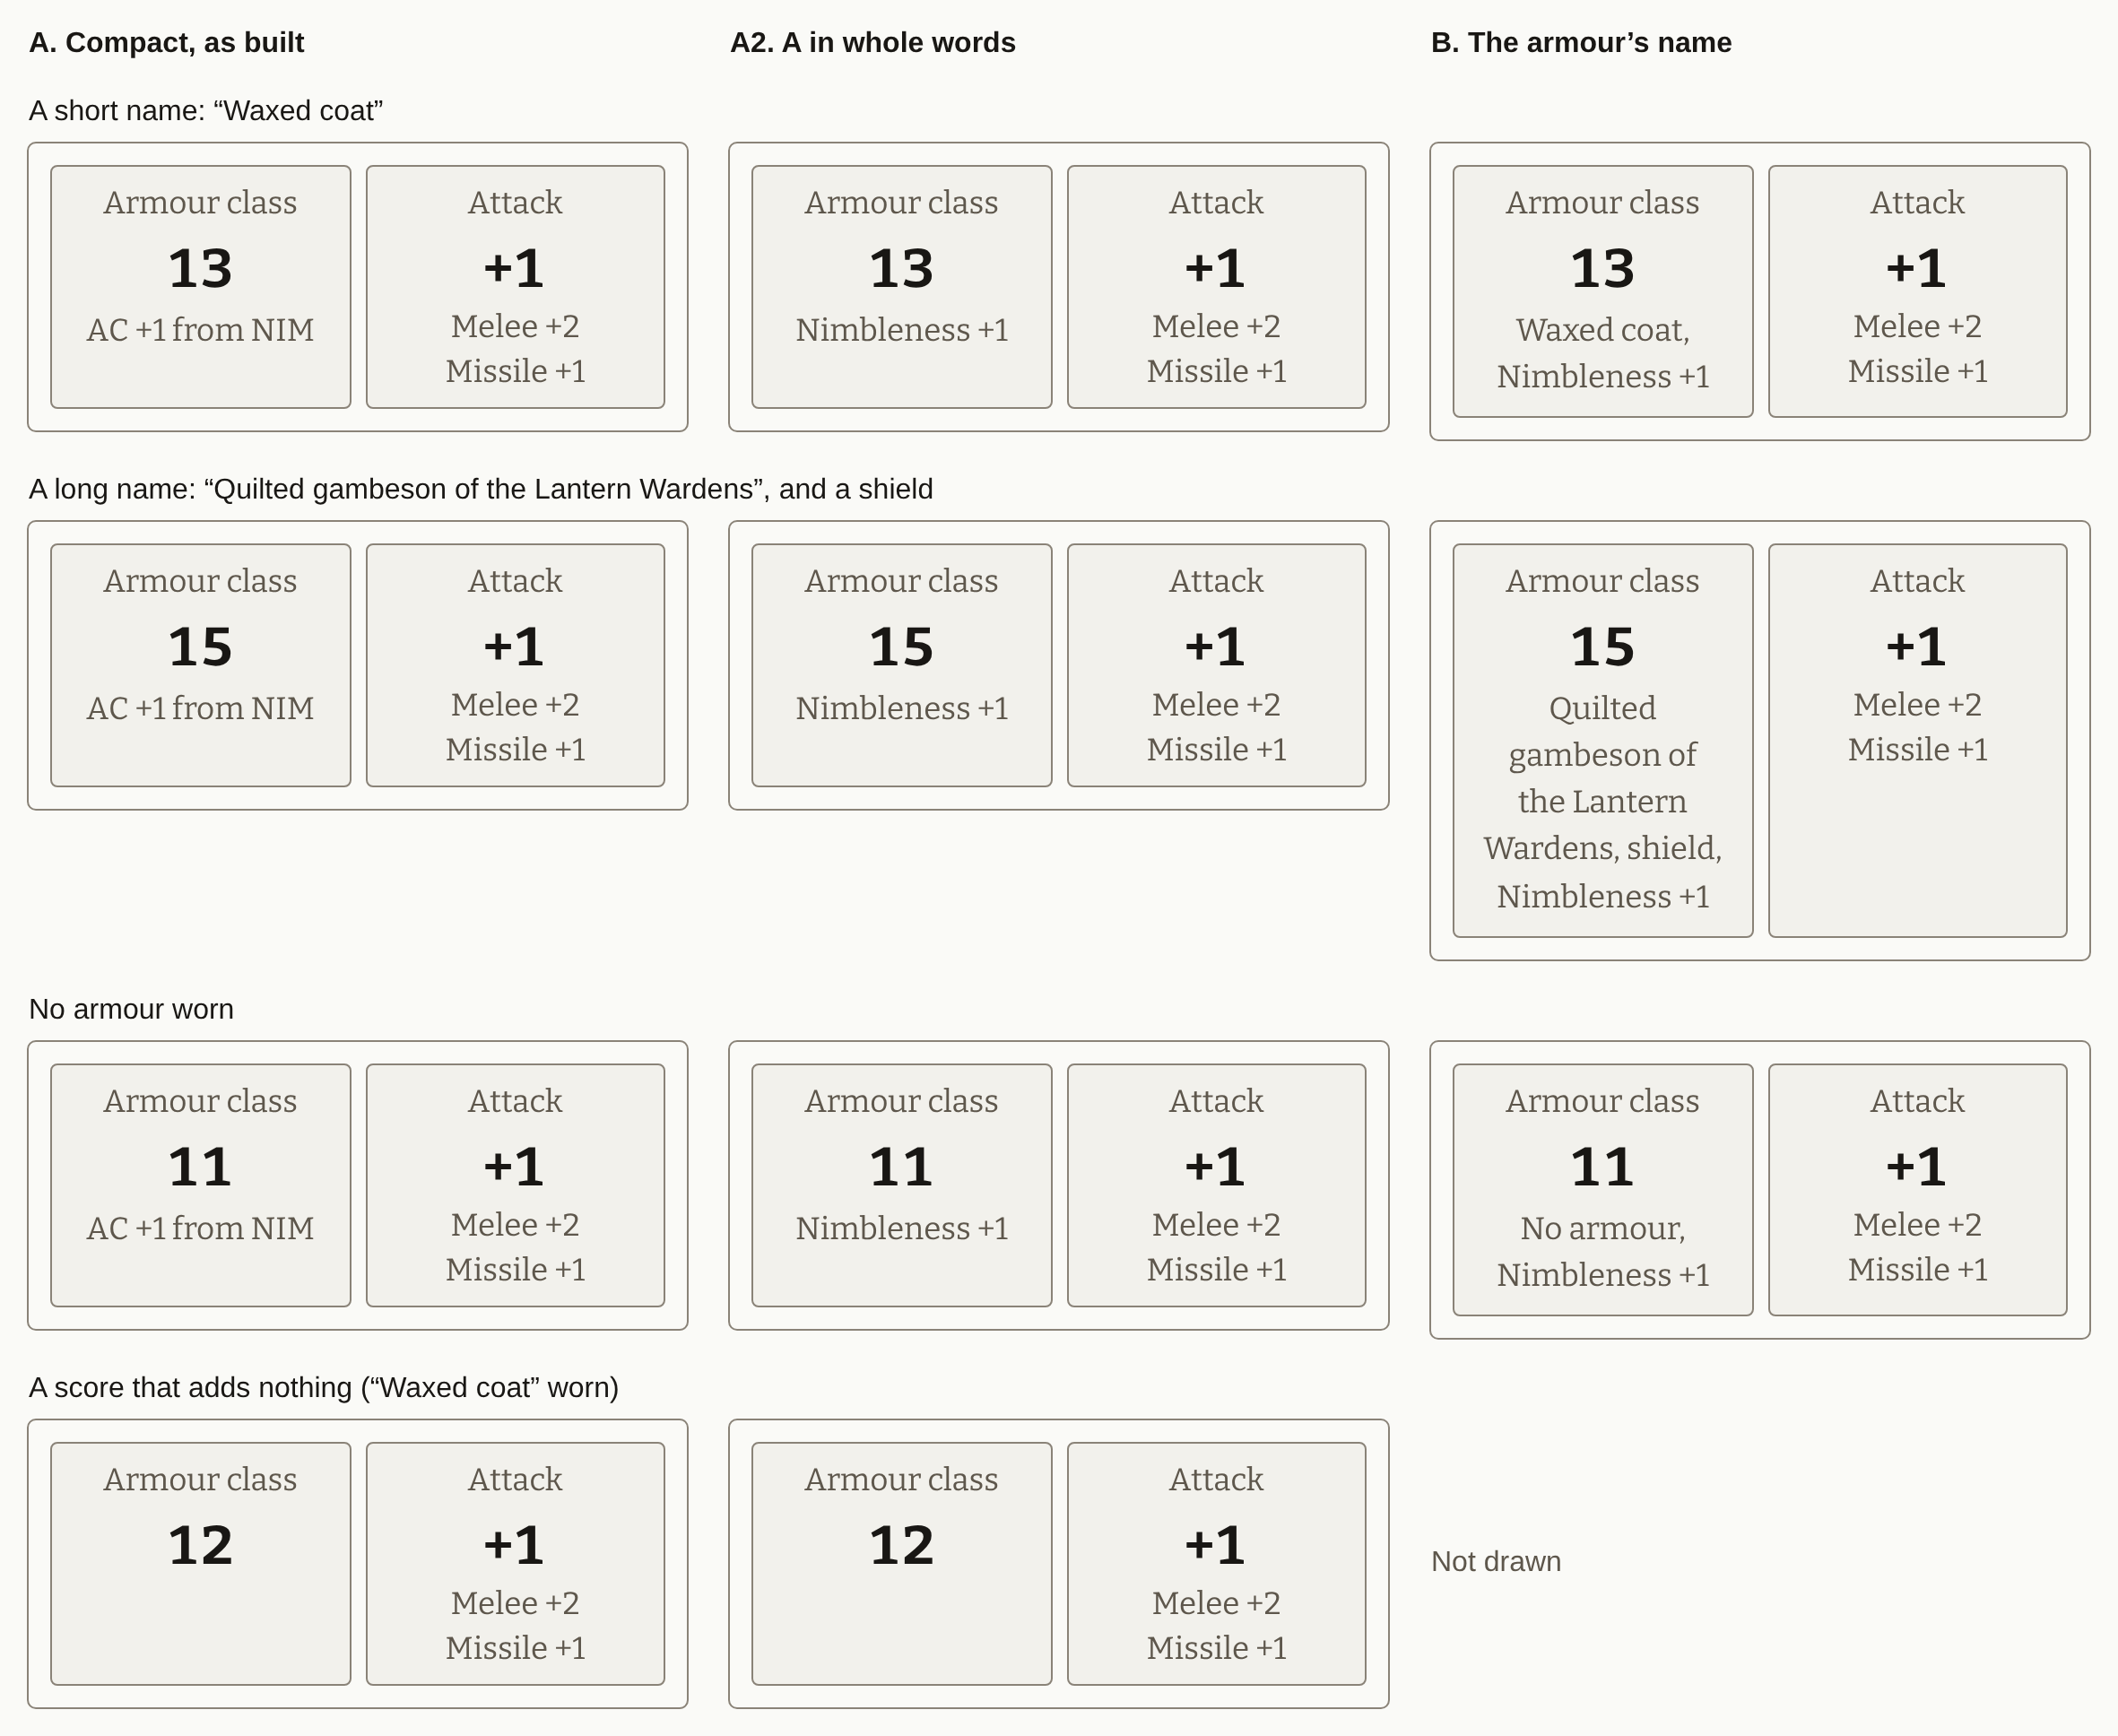 A. Compact, as built
A2. A in whole words
B. The armour’s name
A short name: “Waxed coat”
Armour class
13
AC +1 from NIM
Attack
+1
Melee +2
Missile +1
Armour class
13
Nimbleness +1
Attack
+1
Melee +2
Missile +1
Armour class
13
Waxed coat,
Nimbleness +1
Attack
+1
Melee +2
Missile +1
A long name: “Quilted gambeson of the Lantern Wardens”, and a shield
Armour class
15
AC +1 from NIM
Attack
+1
Melee +2
Missile +1
Armour class
15
Nimbleness +1
Attack
+1
Melee +2
Missile +1
Armour class
15
Quilted
gambeson of
the Lantern
Wardens, shield,
Nimbleness +1
Attack
+1
Melee +2
Missile +1
No armour worn
Armour class
11
AC +1 from NIM
Attack
+1
Melee +2
Missile +1
Armour class
11
Nimbleness +1
Attack
+1
Melee +2
Missile +1
Armour class
11
No armour,
Nimbleness +1
Attack
+1
Melee +2
Missile +1
A score that adds nothing (“Waxed coat” worn)
Armour class
12
Attack
+1
Melee +2
Missile +1
Armour class
12
Attack
+1
Melee +2
Missile +1
Not drawn